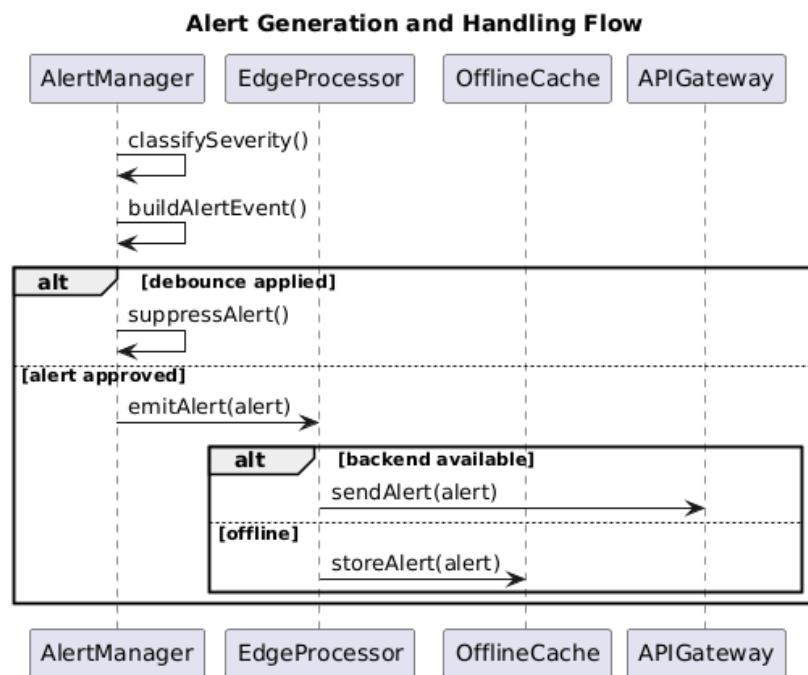 Alert Generation and Handling Flow
AlertManager EdgeProcessor OfflineCache APIGateway
classifySeverity()
buildAlertEvent()
alt [debounce applied]
suppressAlert()
[alert approved]
emitAlert(alert)
alt [backend available]
sendAlert(alert)
[offline]
storeAlert(alert)
AlertManager EdgeProcessor OfflineCache APIGateway